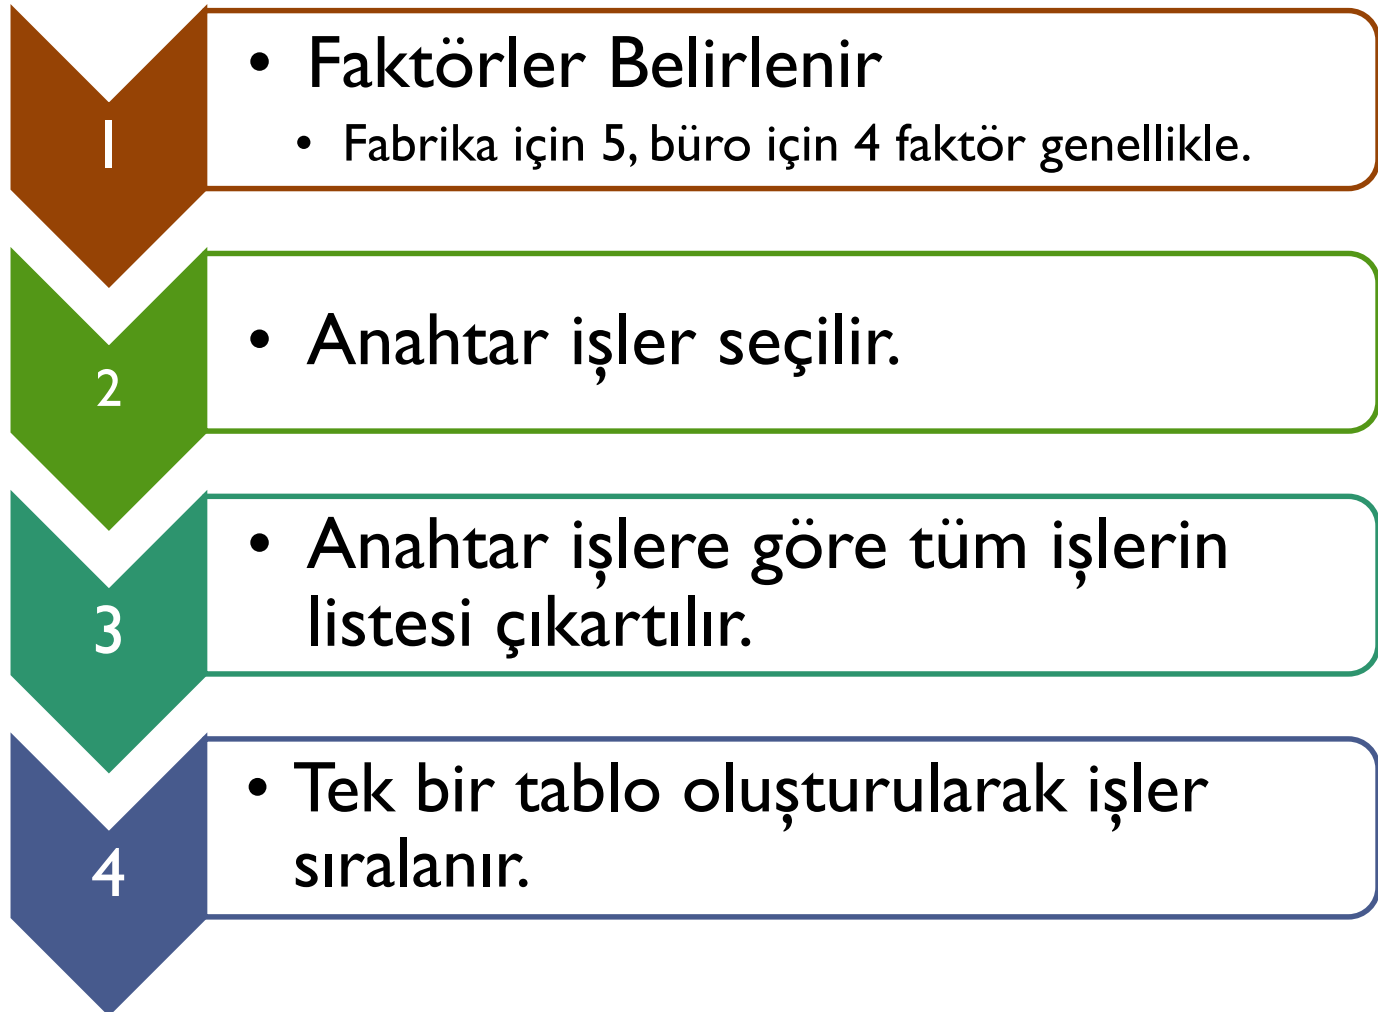 1
• Faktörler Belirlenir
• Fabrika için 5, büro için 4 faktör genellikle.
2
• Anahtar işler seçilir.
3
• Anahtar işlere göre tüm işlerin
listesi çıkartılır.
4
• Tek bir tablo oluşturularak işler
sıralanır.